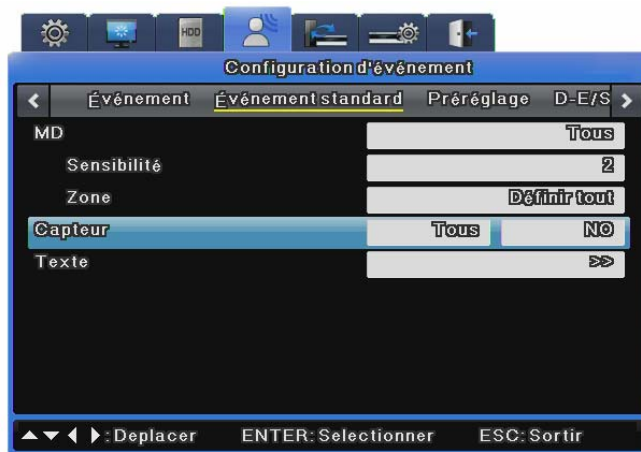 HDD
Configuration d'événement
Événement Événement standard Préréglage D-E/S
MD Tous
Sensibilité 2
Zone Définir tout
Capteur Tous NO
Texte >>
:Deplacer ENTER:Selectionner ESC:Sortir